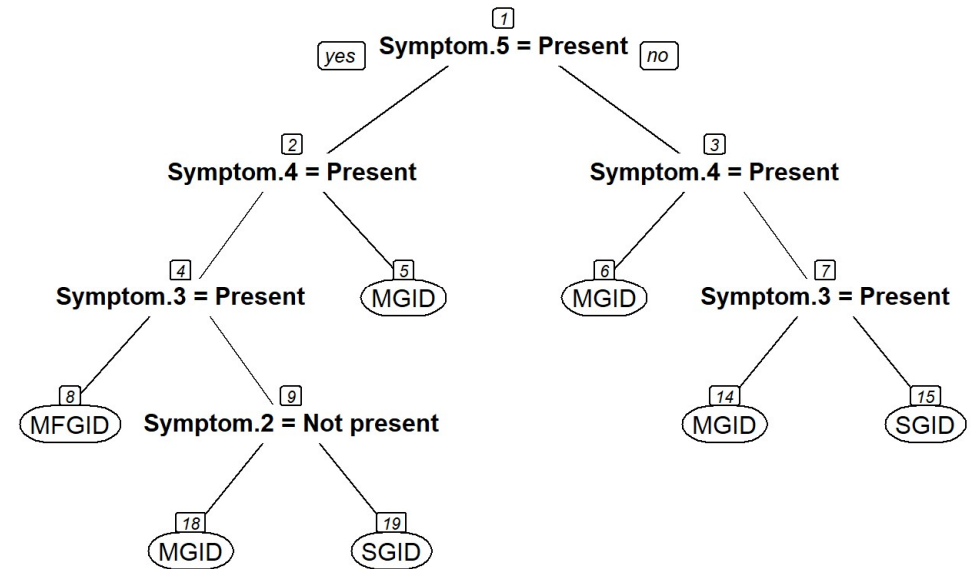 1
yes Symptom.5 = Present no
2 3
Symptom.4 = Present Symptom.4 = Present
4 5 6 7
Symptom.3 = Present MGID MGID Symptom.3 = Present
8 9 14 15
MFGID Symptom.2 = Not present MGID SGID
18 19
MGID SGID